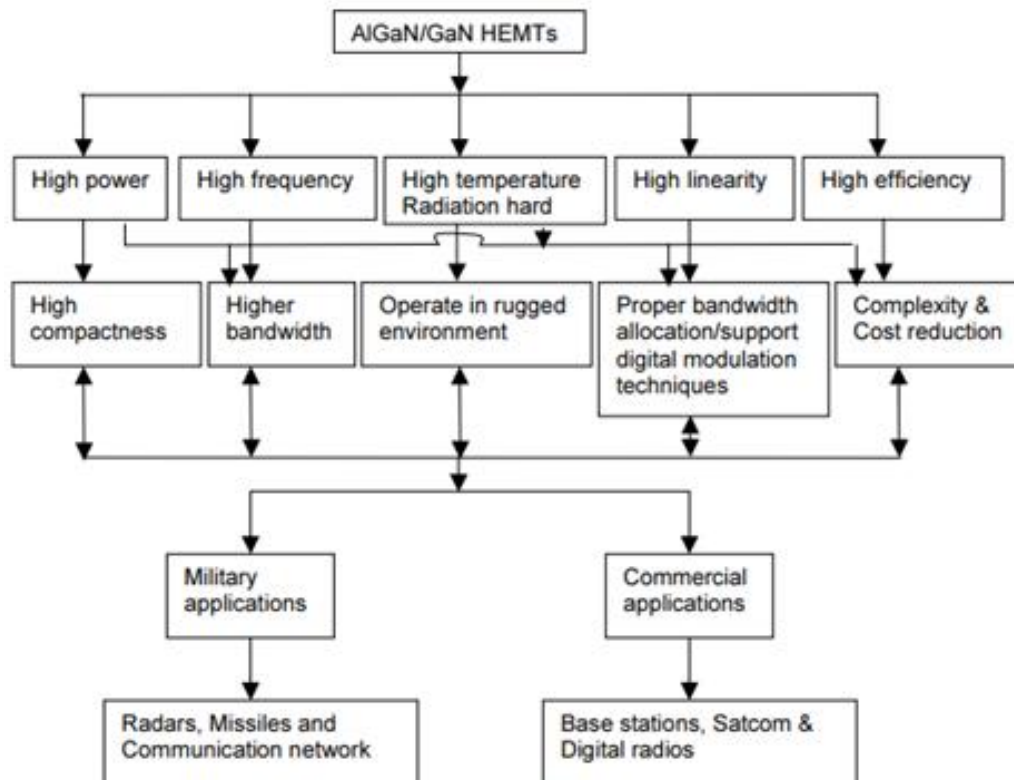 AlGaN/GaN HEMTs
High power
High frequency
High temperature
Radiation hard
High linearity
High efficiency
High
compactness
Higher
bandwidth
Operate in rugged
environment
Proper bandwidth
allocation/support
digital modulation
techniques
Complexity &
Cost reduction
Military
applications
Commercial
applications
Radars, Missiles and
Communication network
Base stations, Satcom &
Digital radios